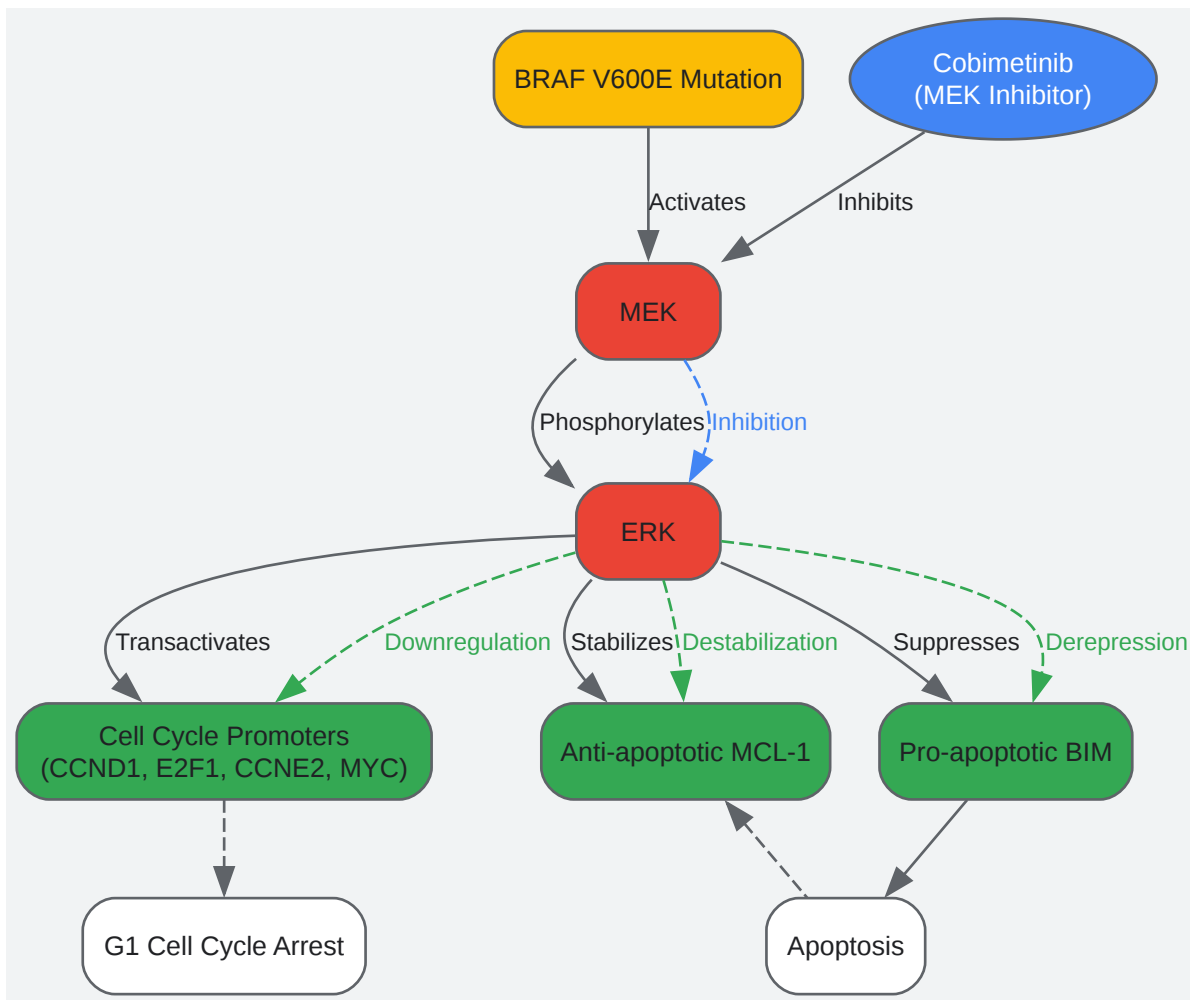 BRAF V600E Mutation
Cobimetinib
(MEK Inhibitor)
Activates
Inhibits
MEK
Phosphorylates
Inhibition
ERK
Transactivates
Downregulation
Stabilizes
Destabilization
Suppresses
Derepression
Cell Cycle Promoters
(CCND1, E2F1, CCNE2, MYC)
Anti-apoptotic MCL-1
Pro-apoptotic BIM
G1 Cell Cycle Arrest
Apoptosis